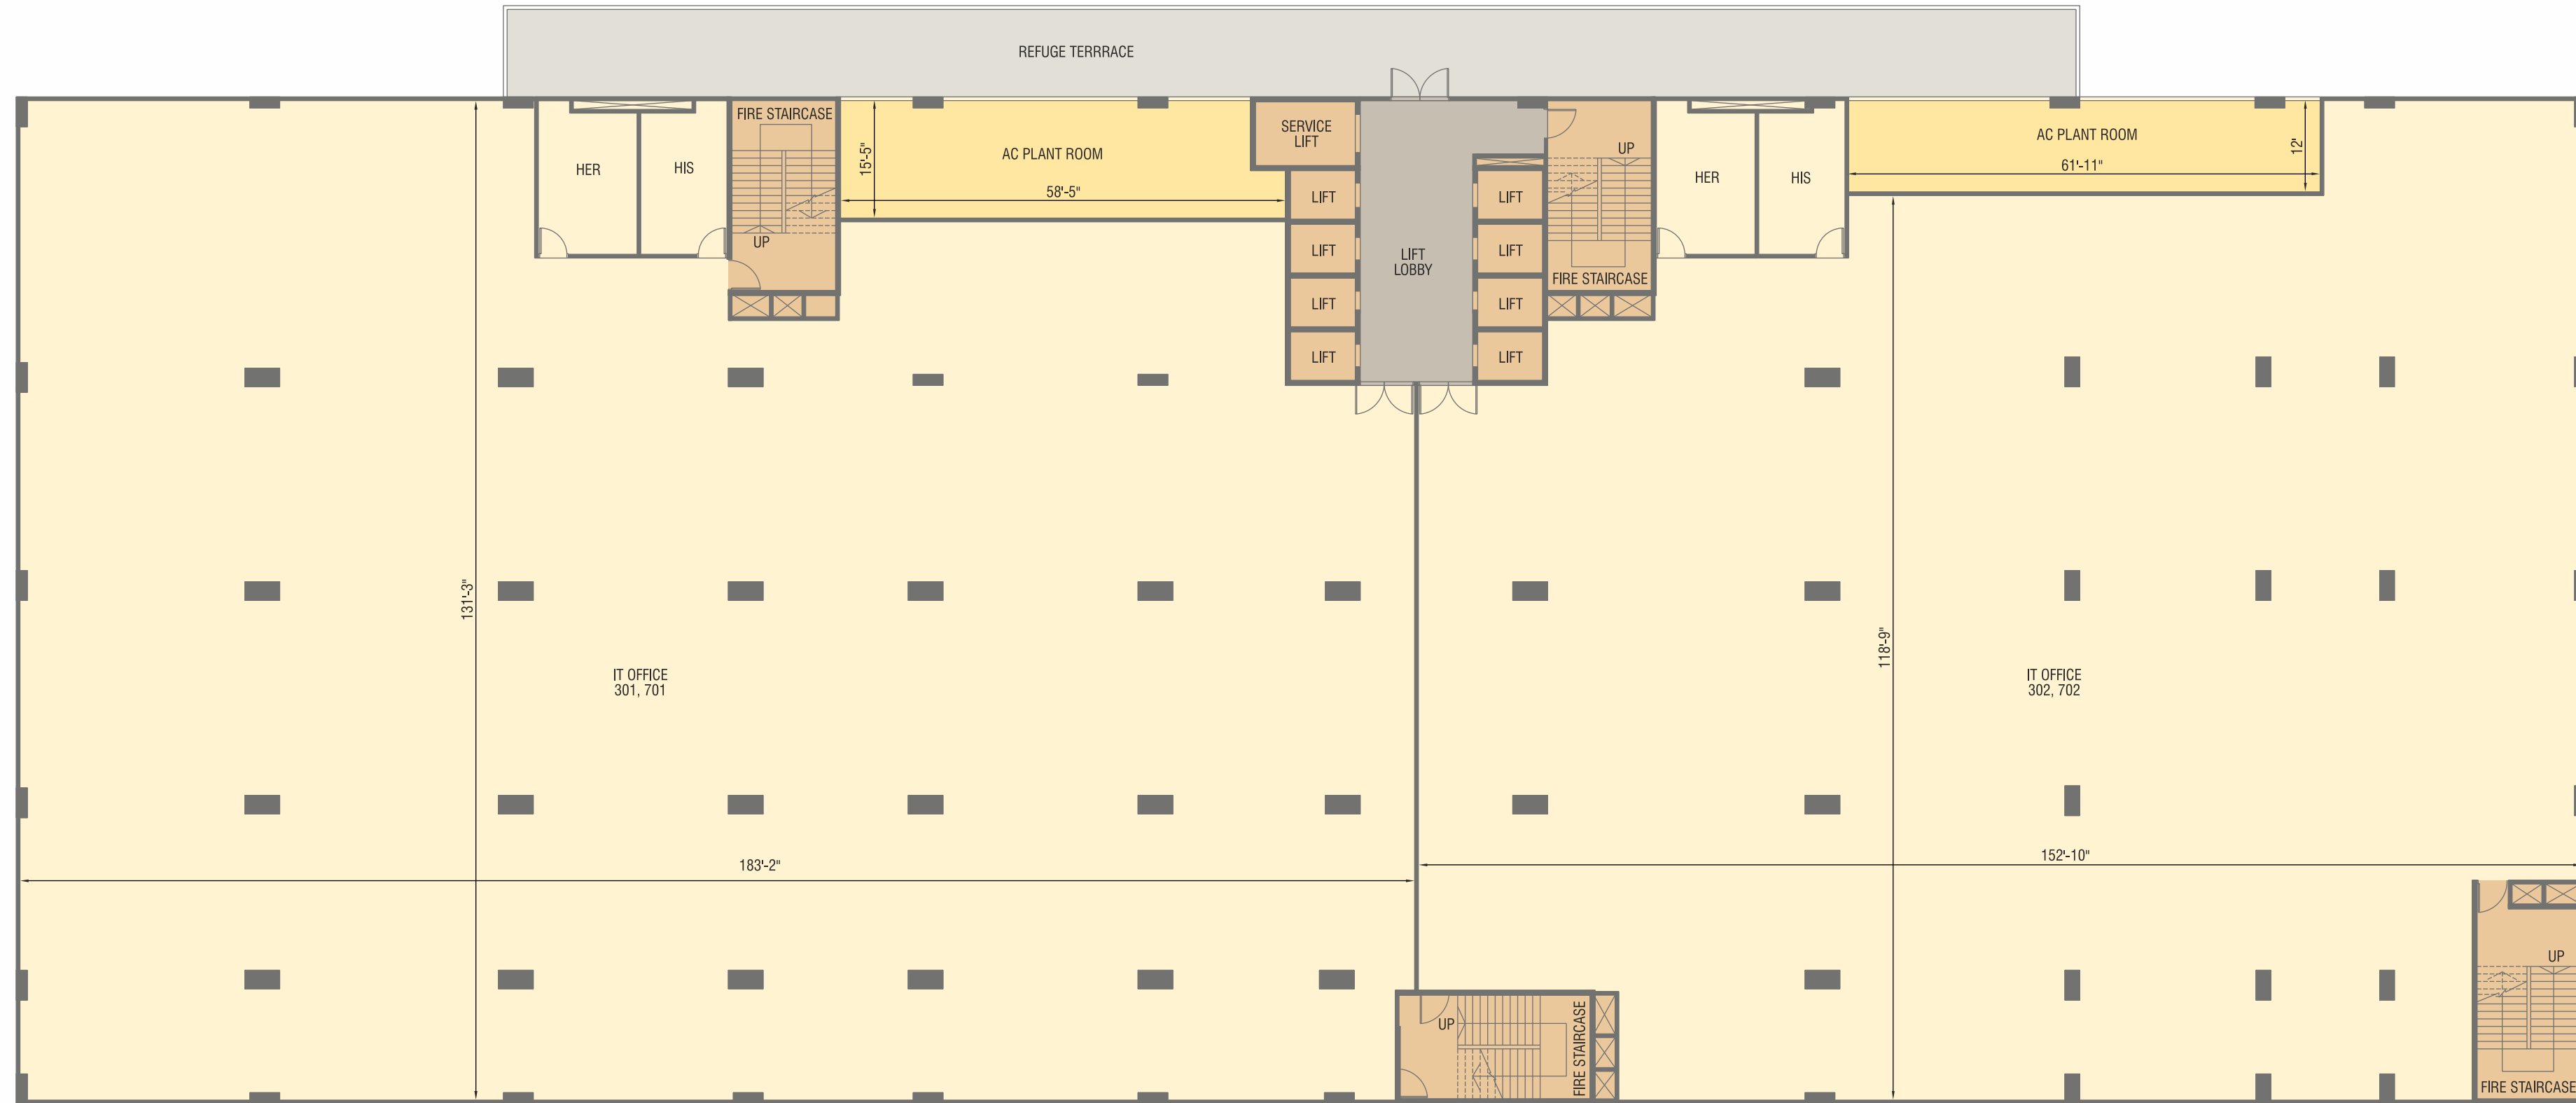 REFUGE TERRRACE
FIRE STAIRCASE
HER
HIS
UP
15'-5"
AC PLANT ROOM
58'-5"
SERVICE
LIFT
LIFT
LIFT
LIFT
LIFT
LIFT
LOBBY
LIFT
LIFT
LIFT
LIFT
UP
FIRE STAIRCASE
HER
HIS
AC PLANT ROOM
61'-11"
12'
131'-3"
118'-9"
IT OFFICE
301, 701
IT OFFICE
302, 702
183'-2"
152'-10"
UP
FIRE STAIRCASE
UP
FIRE STAIRCASE